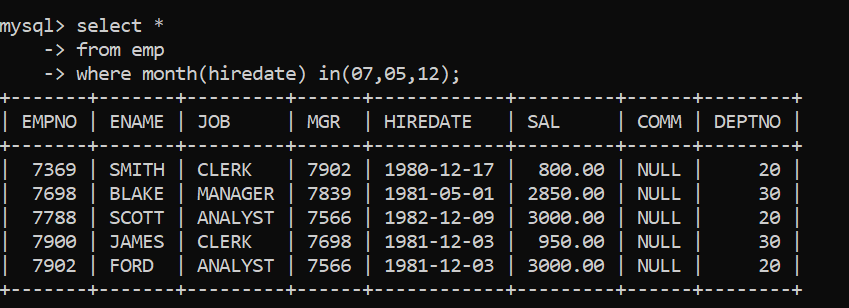 mysql> select *
    -> from emp
    -> where month(hiredate) in(07,05,12);
+-------+-------+---------+------+------------+---------+------+--------+
| EMPNO | ENAME | JOB     | MGR  | HIREDATE   | SAL     | COMM | DEPTNO |
+-------+-------+---------+------+------------+---------+------+--------+
|  7369 | SMITH | CLERK   | 7902 | 1980-12-17 |  800.00 | NULL |     20 |
|  7698 | BLAKE | MANAGER | 7839 | 1981-05-01 | 2850.00 | NULL |     30 |
|  7788 | SCOTT | ANALYST | 7566 | 1982-12-09 | 3000.00 | NULL |     20 |
|  7900 | JAMES | CLERK   | 7698 | 1981-12-03 |  950.00 | NULL |     30 |
|  7902 | FORD  | ANALYST | 7566 | 1981-12-03 | 3000.00 | NULL |     20 |
+-------+-------+---------+------+------------+---------+------+--------+